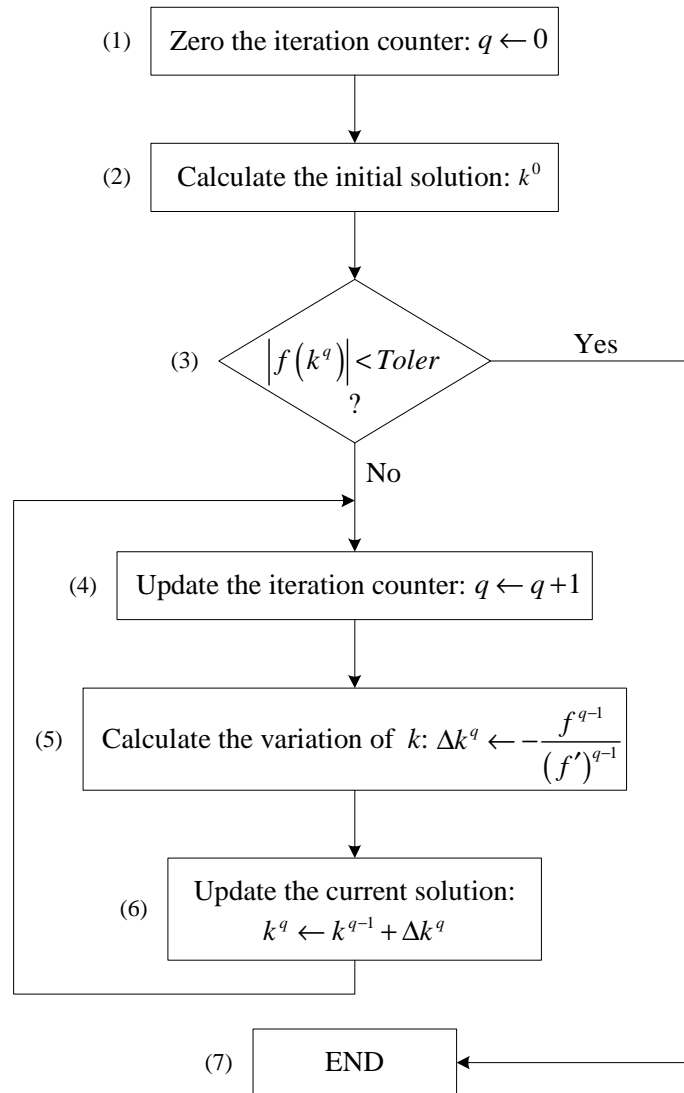 (1) Zero the iteration counter: q ← 0
(2) Calculate the initial solution: k⁰
(3) |f(k^q)| < Toler
?
Yes
No
(4) Update the iteration counter: q ← q+1
(5) Calculate the variation of k: Δk^q ← −f^{q−1}/(f′)^{q−1}
(6) Update the current solution:
k^q ← k^{q−1} + Δk^q
(7) END